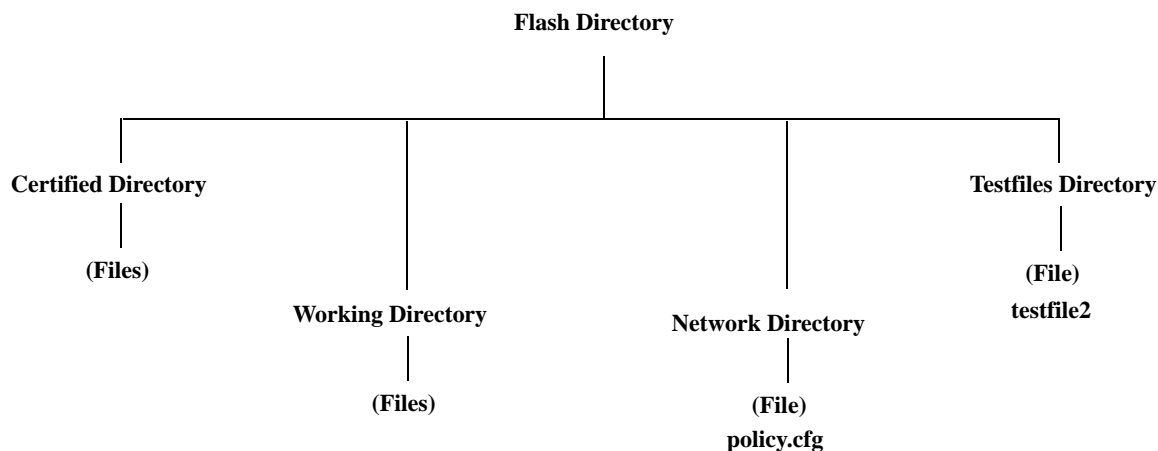 Flash Directory
Certified Directory
(Files)
Working Directory
(Files)
Network Directory
(File)
policy.cfg
Testfiles Directory
(File)
testfile2